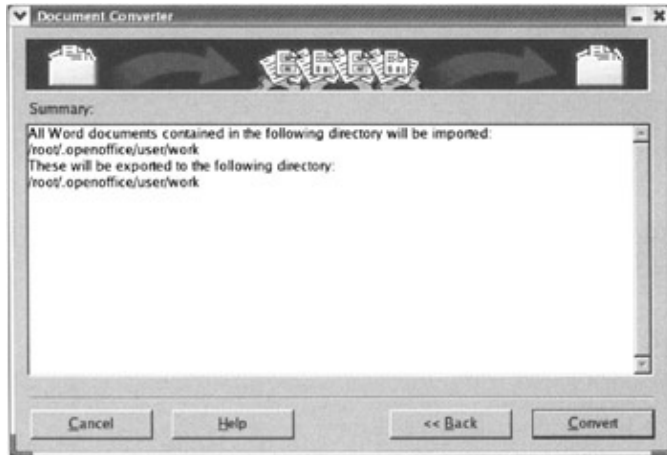 Document Converter
Summary:
All Word documents contained in the following directory will be imported:
/root/.openoffice/user/work
These will be exported to the following directory:
/root/.openoffice/user/work
Cancel
Help
<< Back
Convert